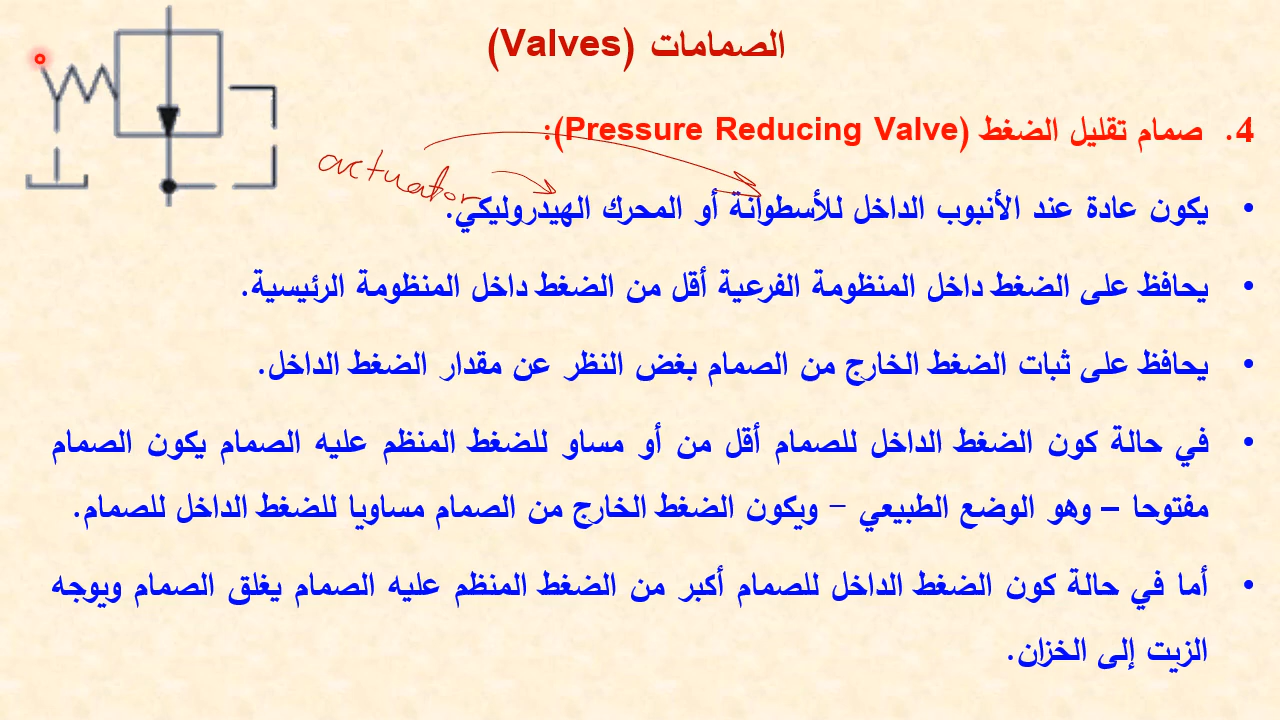 الصمامات (Valves)
4. صمام تقليل الضغط (Pressure Reducing Valve):
actuator
• يكون عادة عند الأنبوب الداخل للأسطوانة أو المحرك الهيدروليكي.
• يحافظ على الضغط داخل المنظومة الفرعية أقل من الضغط داخل المنظومة الرئيسية.
• يحافظ على ثبات الضغط الخارج من الصمام بغض النظر عن مقدار الضغط الداخل.
• في حالة كون الضغط الداخل للصمام أقل من أو مساو للضغط المنظم عليه الصمام يكون الصمام
مفتوحا – وهو الوضع الطبيعي – ويكون الضغط الخارج من الصمام مساويا للضغط الداخل للصمام.
• أما في حالة كون الضغط الداخل للصمام أكبر من الضغط المنظم عليه الصمام يغلق الصمام ويوجه
الزيت إلى الخزان.